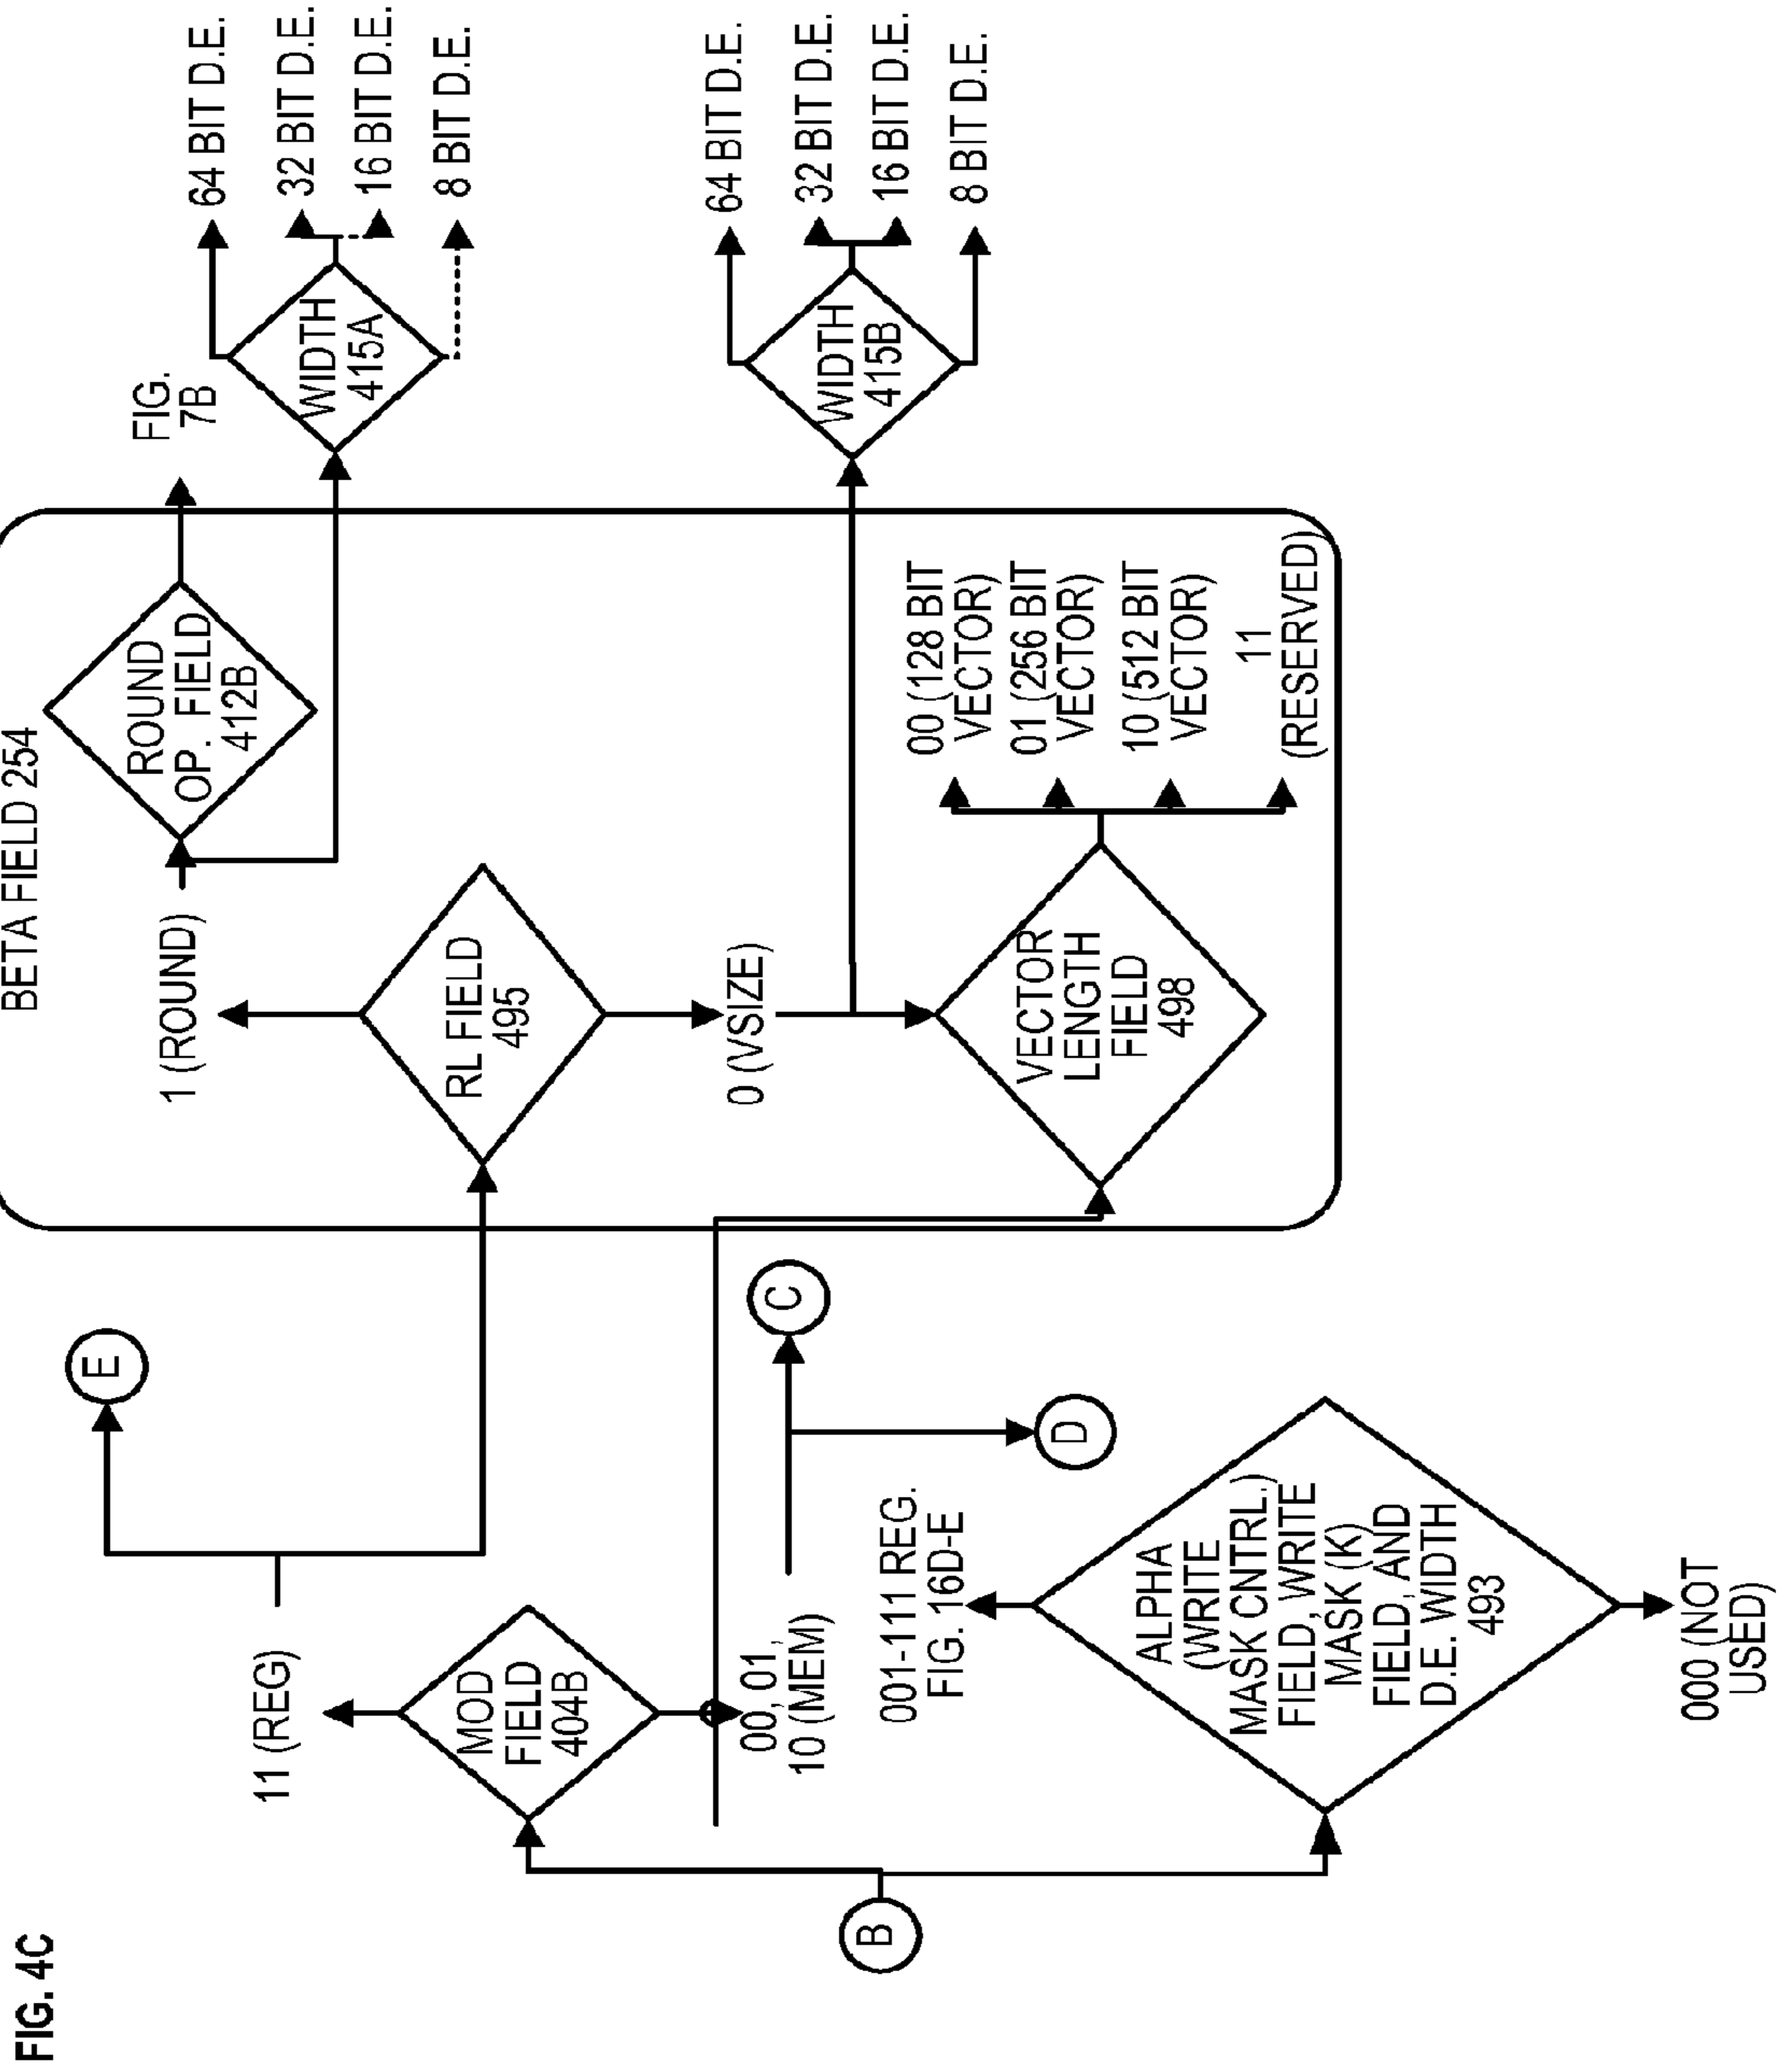 FIG. 4C
B
MOD
FIELD
404B
11 (REG)
00, 01,
10 (MEM)
E
C
D
001-111 REG.
FIG. 16D-E
ALPHA
(WRITE
MASK CNTRL.)
FIELD, WRITE
MASK (K)
FIELD, AND
D.E. WIDTH
493
000 (NOT
USED)
BETA FIELD 254
1 (ROUND)
RL FIELD
495
0 (VSIZE)
ROUND
OP. FIELD
412B
VECTOR
LENGTH
FIELD
498
00 (128 BIT
VECTOR)
01 (256 BIT
VECTOR)
10 (512 BIT
VECTOR)
11
(RESERVED)
FIG.
7B
WIDTH
415A
64 BIT D.E.
32 BIT D.E.
16 BIT D.E.
8 BIT D.E.
WIDTH
415B
64 BIT D.E.
32 BIT D.E.
16 BIT D.E.
8 BIT D.E.